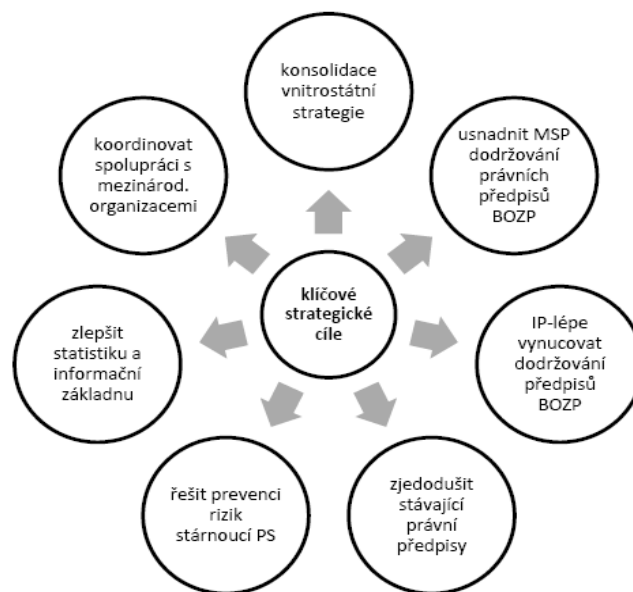 konsolidace
vnitrostátní
strategie
usnadnit MSP
dodržování
právních
předpisů
BOZP
IP-lépe
vynucovat
dodržování
předpisů
BOZP
zjedodušit
stávající
právní
předpisy
řešit prevenci
rizik
stárnoucí PS
zlepšit
statistiku a
informační
základnu
koordinovat
spolupráci s
mezinárod.
organizacemi
klíčové
strategické
cíle